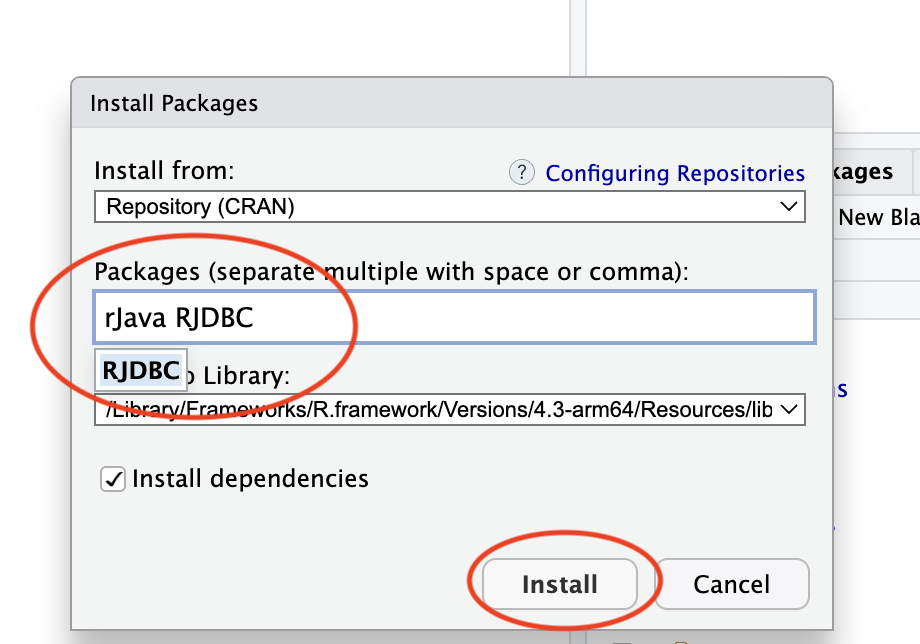 Install Packages
Install from:
? Configuring Repositories
Repository (CRAN)
kages
New Bla
Packages (separate multiple with space or comma):
rJava RJDBC
RJDBC
Library:
/Library/Frameworks/R.framework/Versions/4.3-arm64/Resources/lib
Install dependencies
Install
Cancel